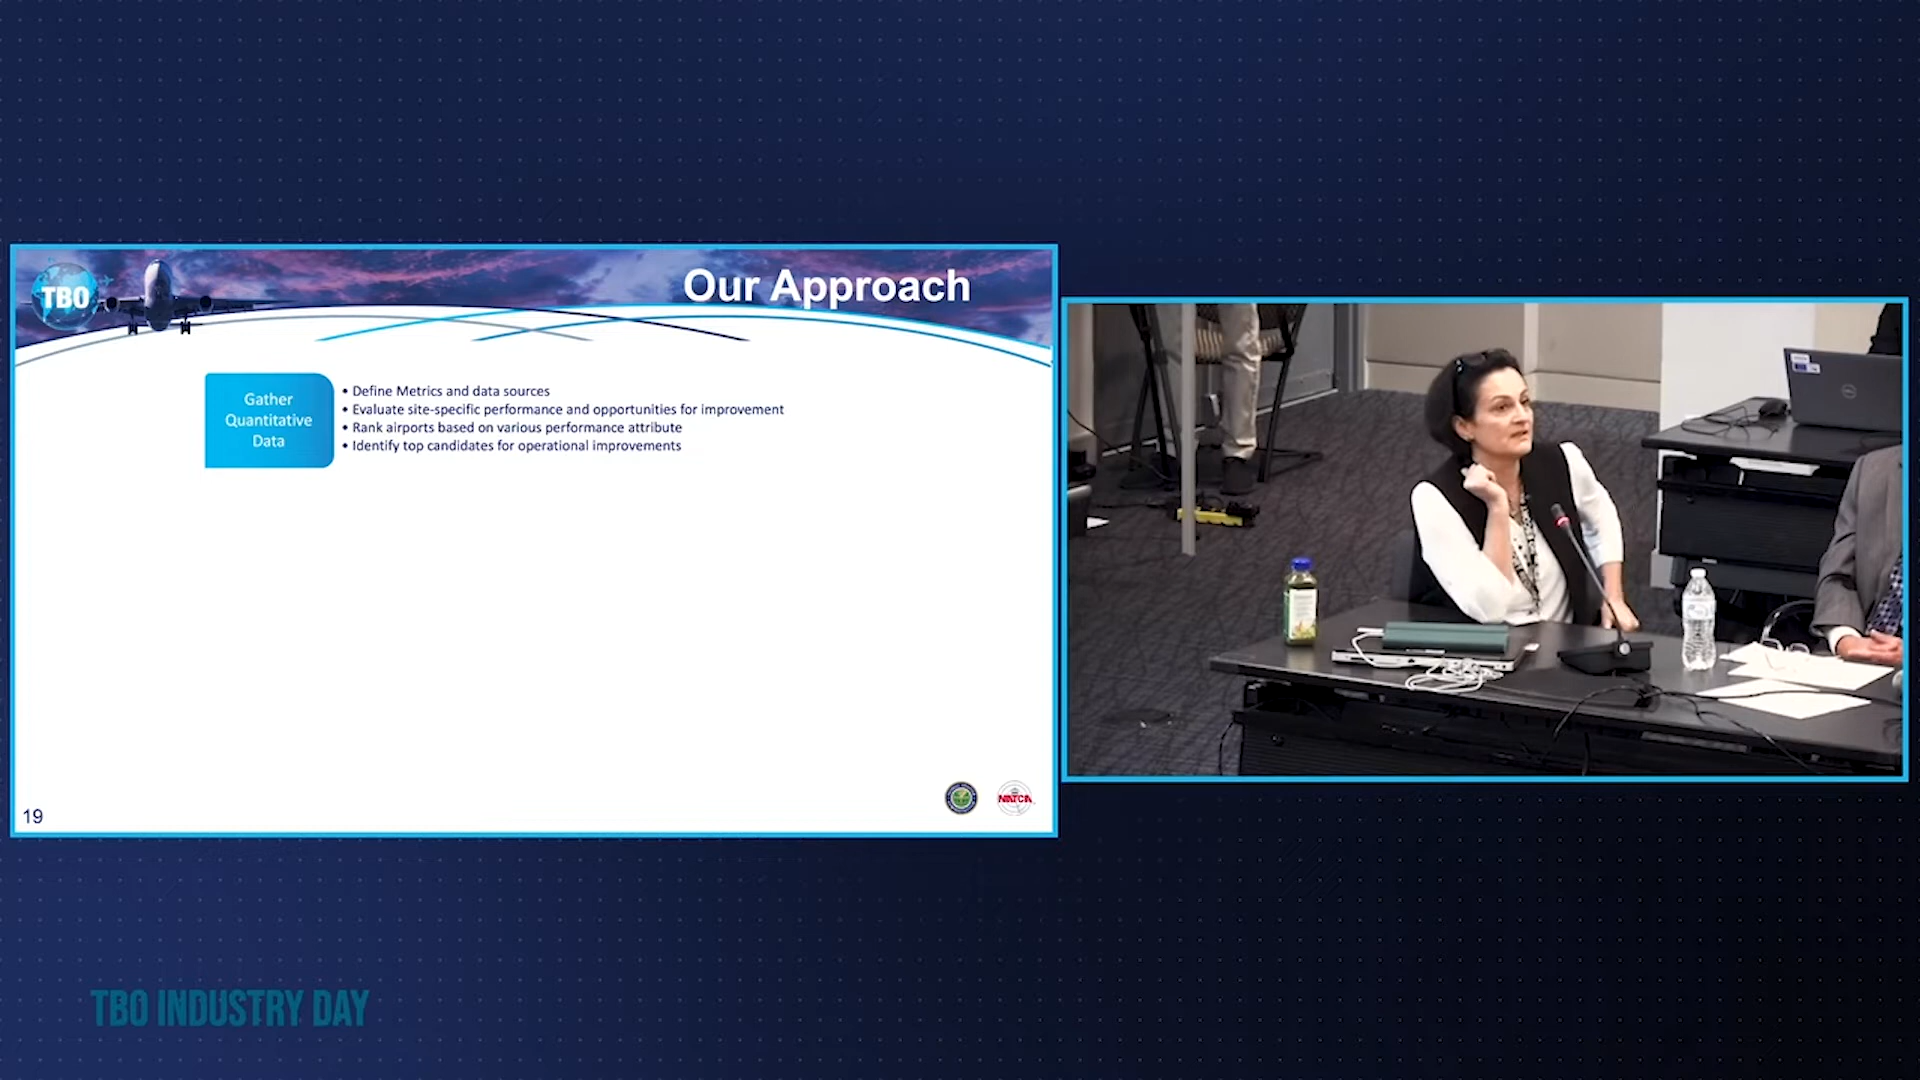 TBO
Our Approach
Gather
Quantitative
Data
• Define Metrics and data sources
• Evaluate site-specific performance and opportunities for improvement
• Rank airports based on various performance attribute
• Identify top candidates for operational improvements
NATCA
19
DELL
TBO INDUSTRY DAY